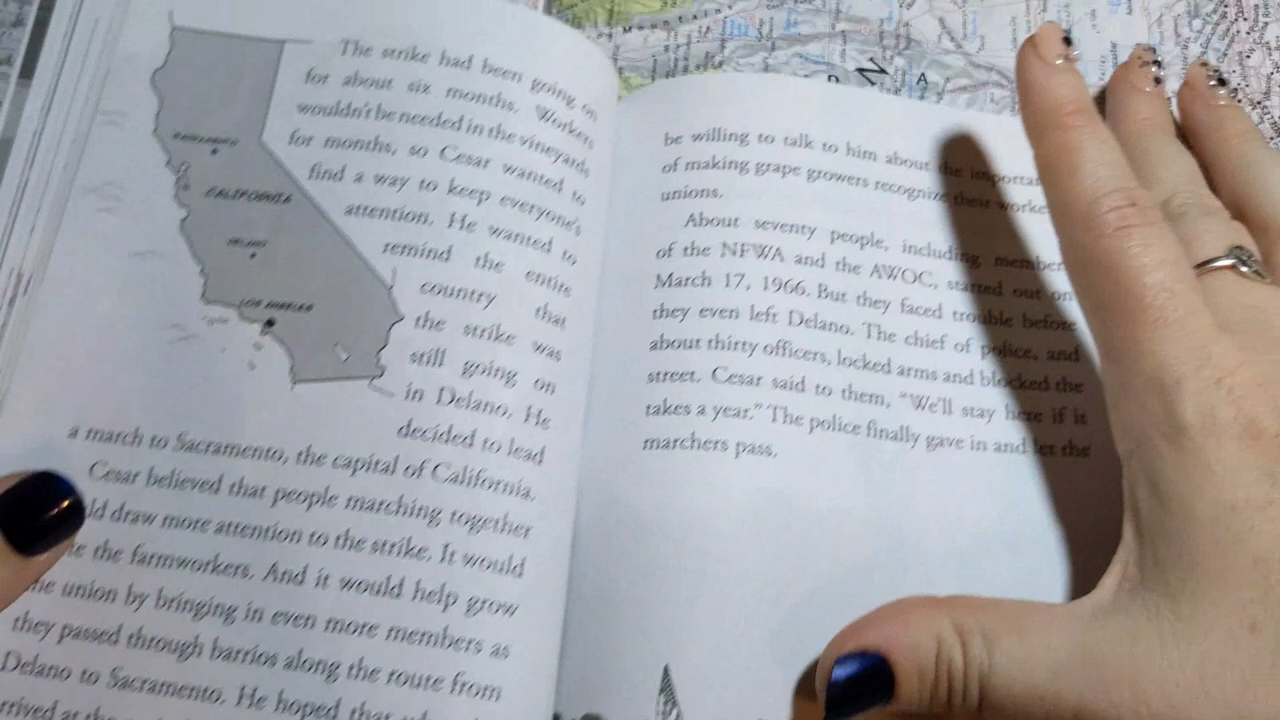 The strike had been going on
for about six months. Workers
wouldn't be needed in the vineyards
for months, so Cesar wanted to
find a way to keep everyone's
attention. He wanted to
remind the entire
country that
the strike was
still going on
in Delano. He
decided to lead
a march to Sacramento, the capital of California.
Cesar believed that people marching together
draw more attention to the strike. It would
the farmworkers. And it would help grow
union by bringing in even more members as
they passed through barrios along the route from
Delano to Sacramento. He hoped that
SACRAMENTO
CALIFORNIA
DELANO
LOS ANGELES
be willing to talk to him about the
of making grape growers recognize their
unions.
About seventy people, including
of the NFWA and the AWOC, started out on
March 17, 1966. But they faced trouble before
they even left Delano. The chief of police, and
about thirty officers, locked arms and blocked the
street. Cesar said to them, “We'll stay here if it
takes a year.” The police finally gave in and let the
marchers pass.
N A